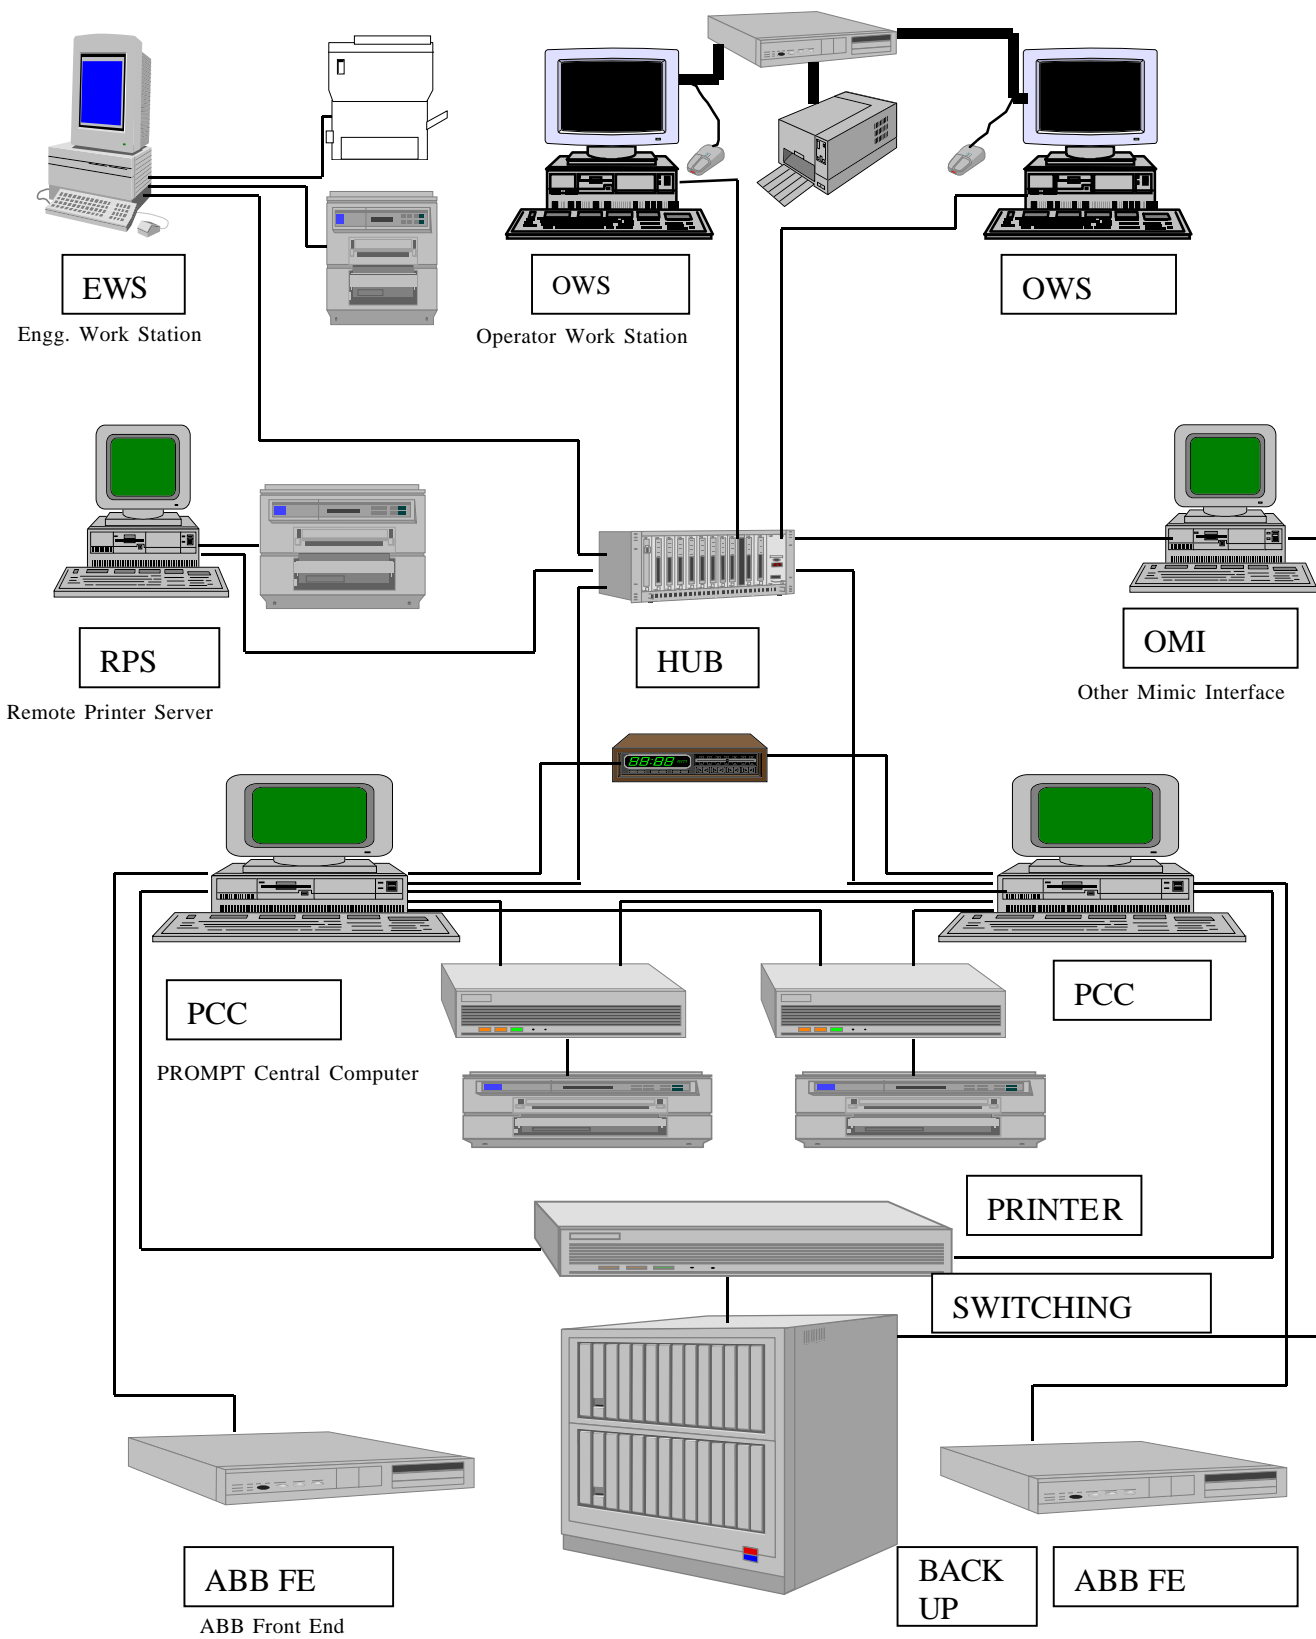 EWS
Engg. Work Station
OWS
Operator Work Station
OWS
RPS
Remote Printer Server
HUB
OMI
Other Mimic Interface
88:88
PCC
PROMPT Central Computer
PCC
PRINTER
SWITCHING
ABB FE
ABB Front End
BACK
UP
ABB FE